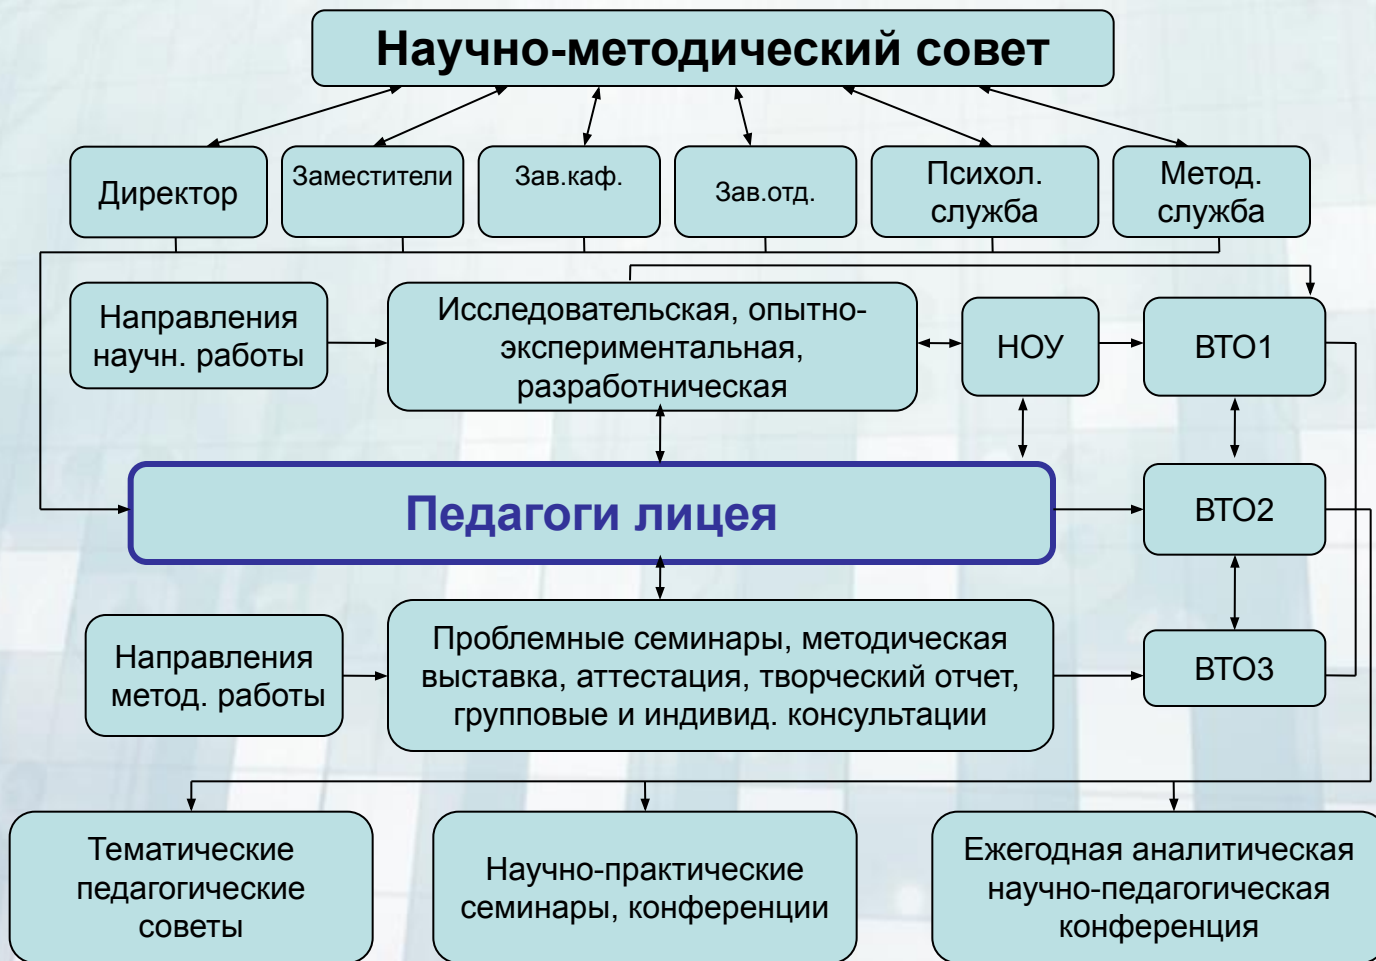 Научно-методический совет
Директор
Заместители
Зав.каф.
Зав.отд.
Психол.
служба
Метод.
служба
Направления
научн. работы
Исследовательская, опытно-
экспериментальная,
разработническая
НОУ
ВТО1
Педагоги лицея
ВТО2
Направления
метод. работы
Проблемные семинары, методическая
выставка, аттестация, творческий отчет,
групповые и индивид. консультации
ВТО3
Тематические
педагогические
советы
Научно-практические
семинары, конференции
Ежегодная аналитическая
научно-педагогическая
конференция